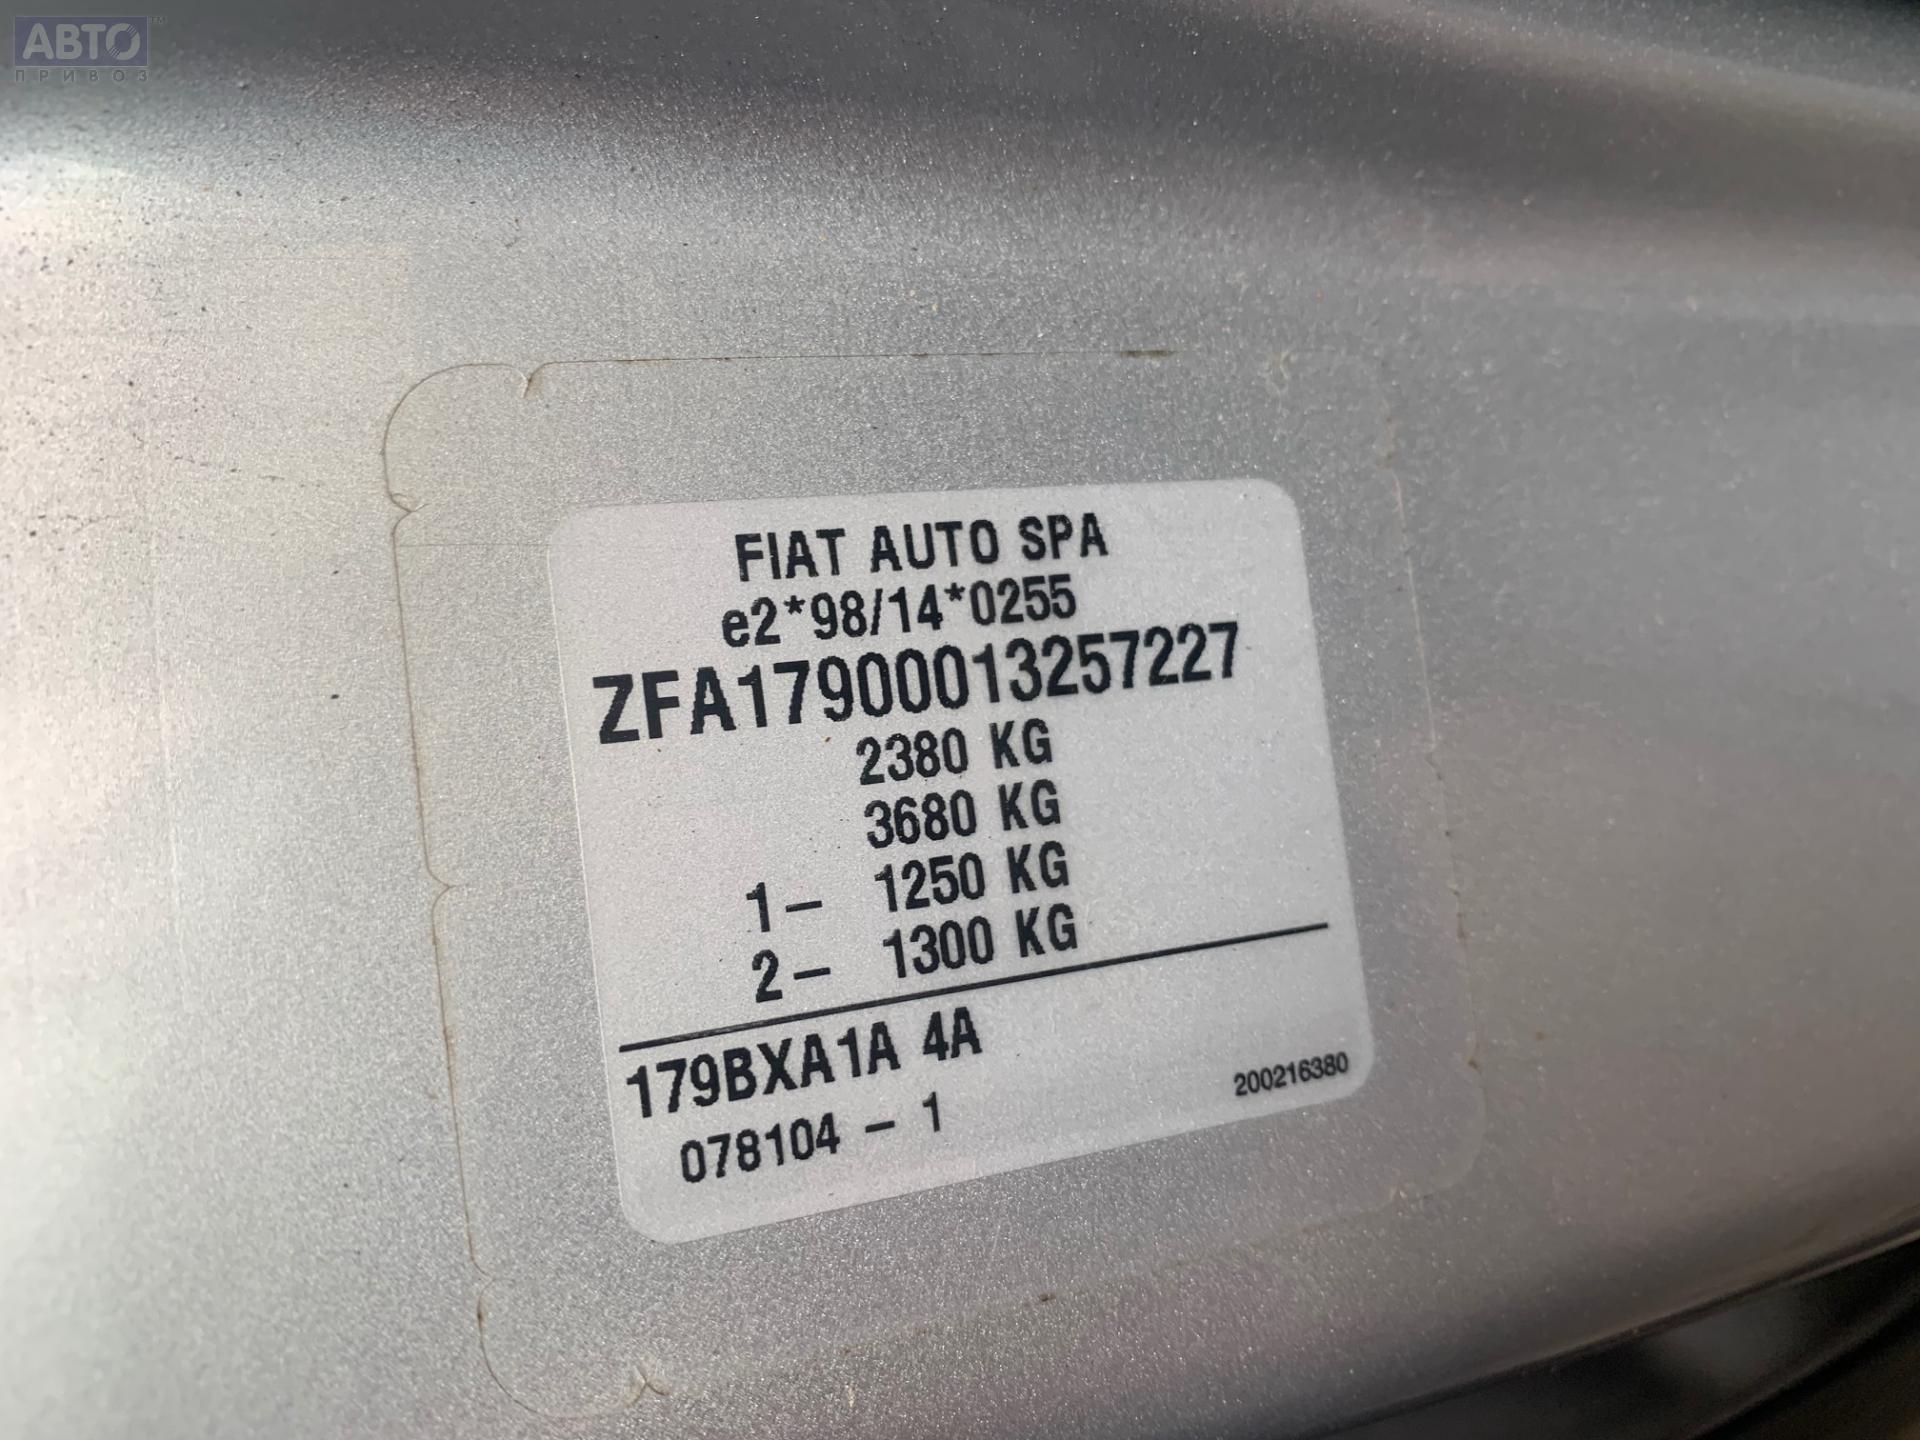 АВТО™
ПРИВОЗ
FIAT AUTO SPA
e2*98/14*0255
ZFA17900013257227
2380 KG
3680 KG
1– 1250 KG
2– 1300 KG
179BXA1A 4A
078104 – 1
200216380